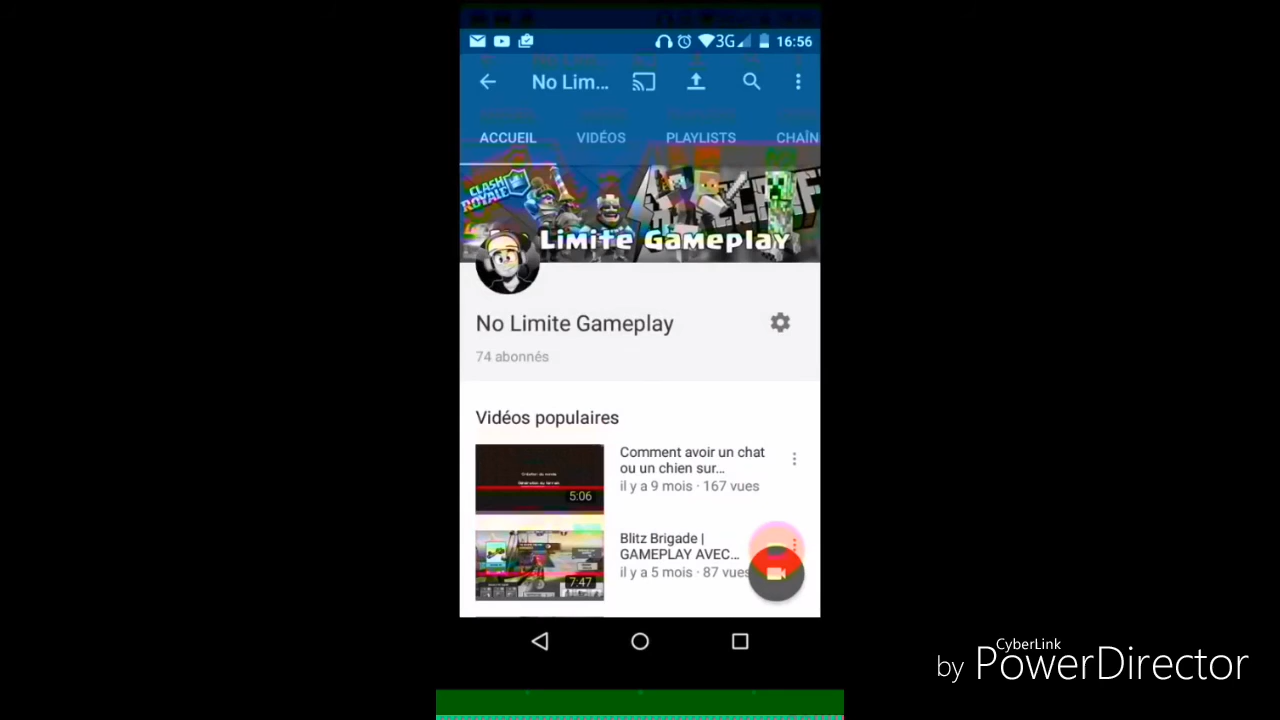 3G 16:56
No Lim...
ACCUEIL VIDÉOS PLAYLISTS CHAÎN
CLASH
ROYALE
Limite Gameplay
No Limite Gameplay
74 abonnés
Vidéos populaires
Comment avoir un chat
ou un chien sur...
il y a 9 mois · 167 vues
5:06
Blitz Brigade |
GAMEPLAY AVEC...
il y a 5 mois · 87 vues
7:47
CyberLink
by PowerDirector